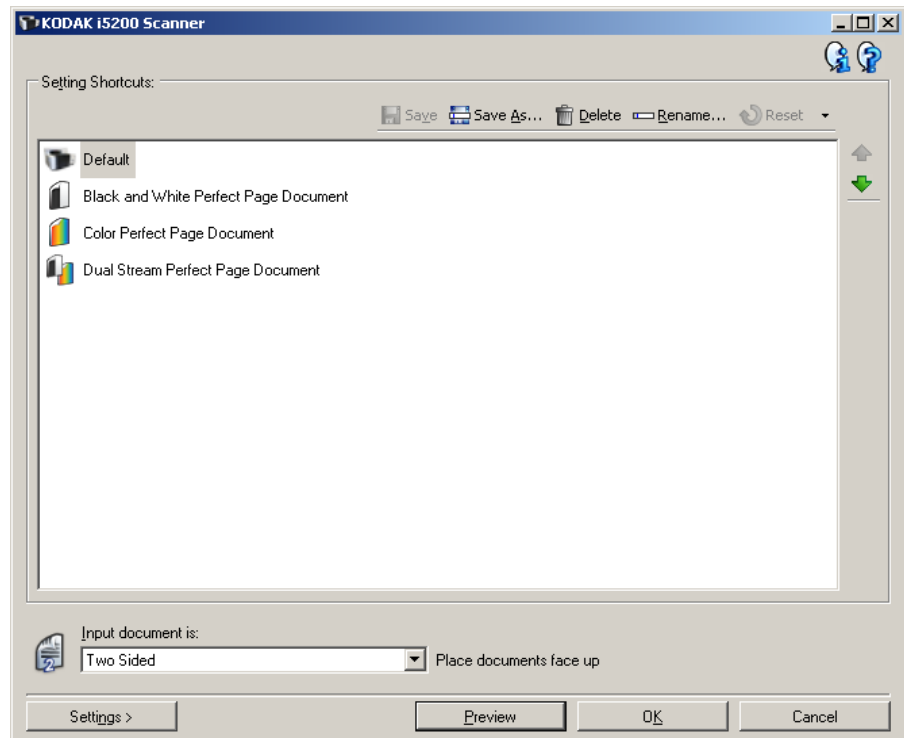 KODAK i5200 Scanner
Setting Shortcuts:
Save Save As... Delete Rename... Reset
Default
Black and White Perfect Page Document
Color Perfect Page Document
Dual Stream Perfect Page Document
Input document is:
2
Two Sided Place documents face up
Settings > Preview OK Cancel